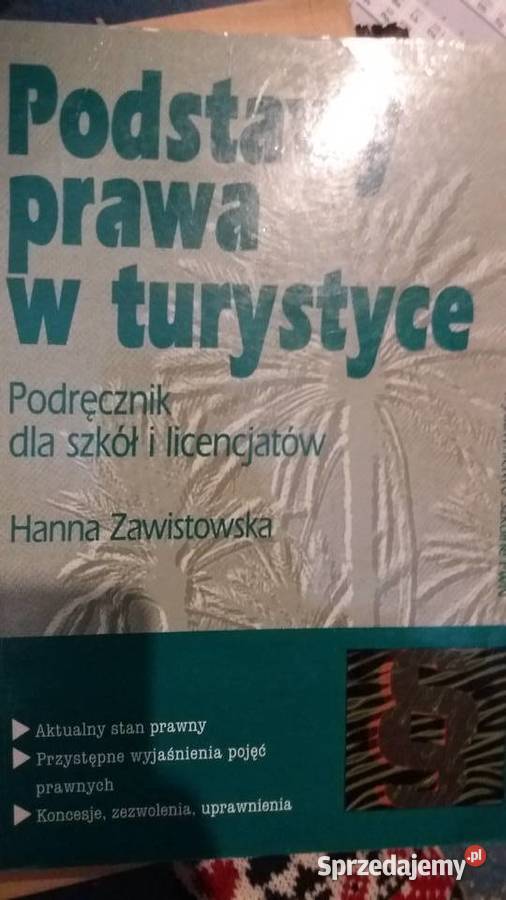 Podstawy
prawa
w turystyce
Podręcznik
dla szkół i licencjatów
Hanna Zawistowska
Aktualny stan prawny
Przystępne wyjaśnienia pojęć
prawnych
Koncesje, zezwolenia, uprawnienia
§
Sprzedajemy.pl